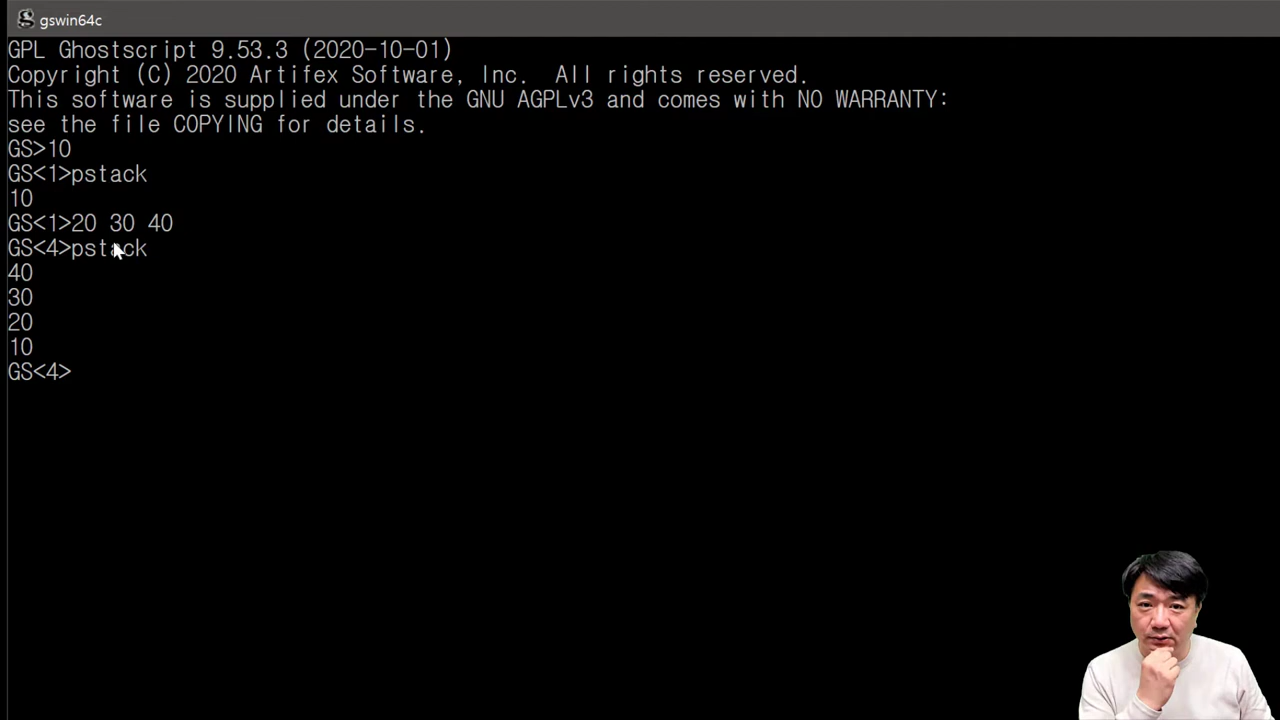 gswin64c
GPL Ghostscript 9.53.3 (2020-10-01)
Copyright (C) 2020 Artifex Software, Inc.  All rights reserved.
This software is supplied under the GNU AGPLv3 and comes with NO WARRANTY:
see the file COPYING for details.
GS>10
GS<1>pstack
10
GS<1>20 30 40
GS<4>pstack
40
30
20
10
GS<4>